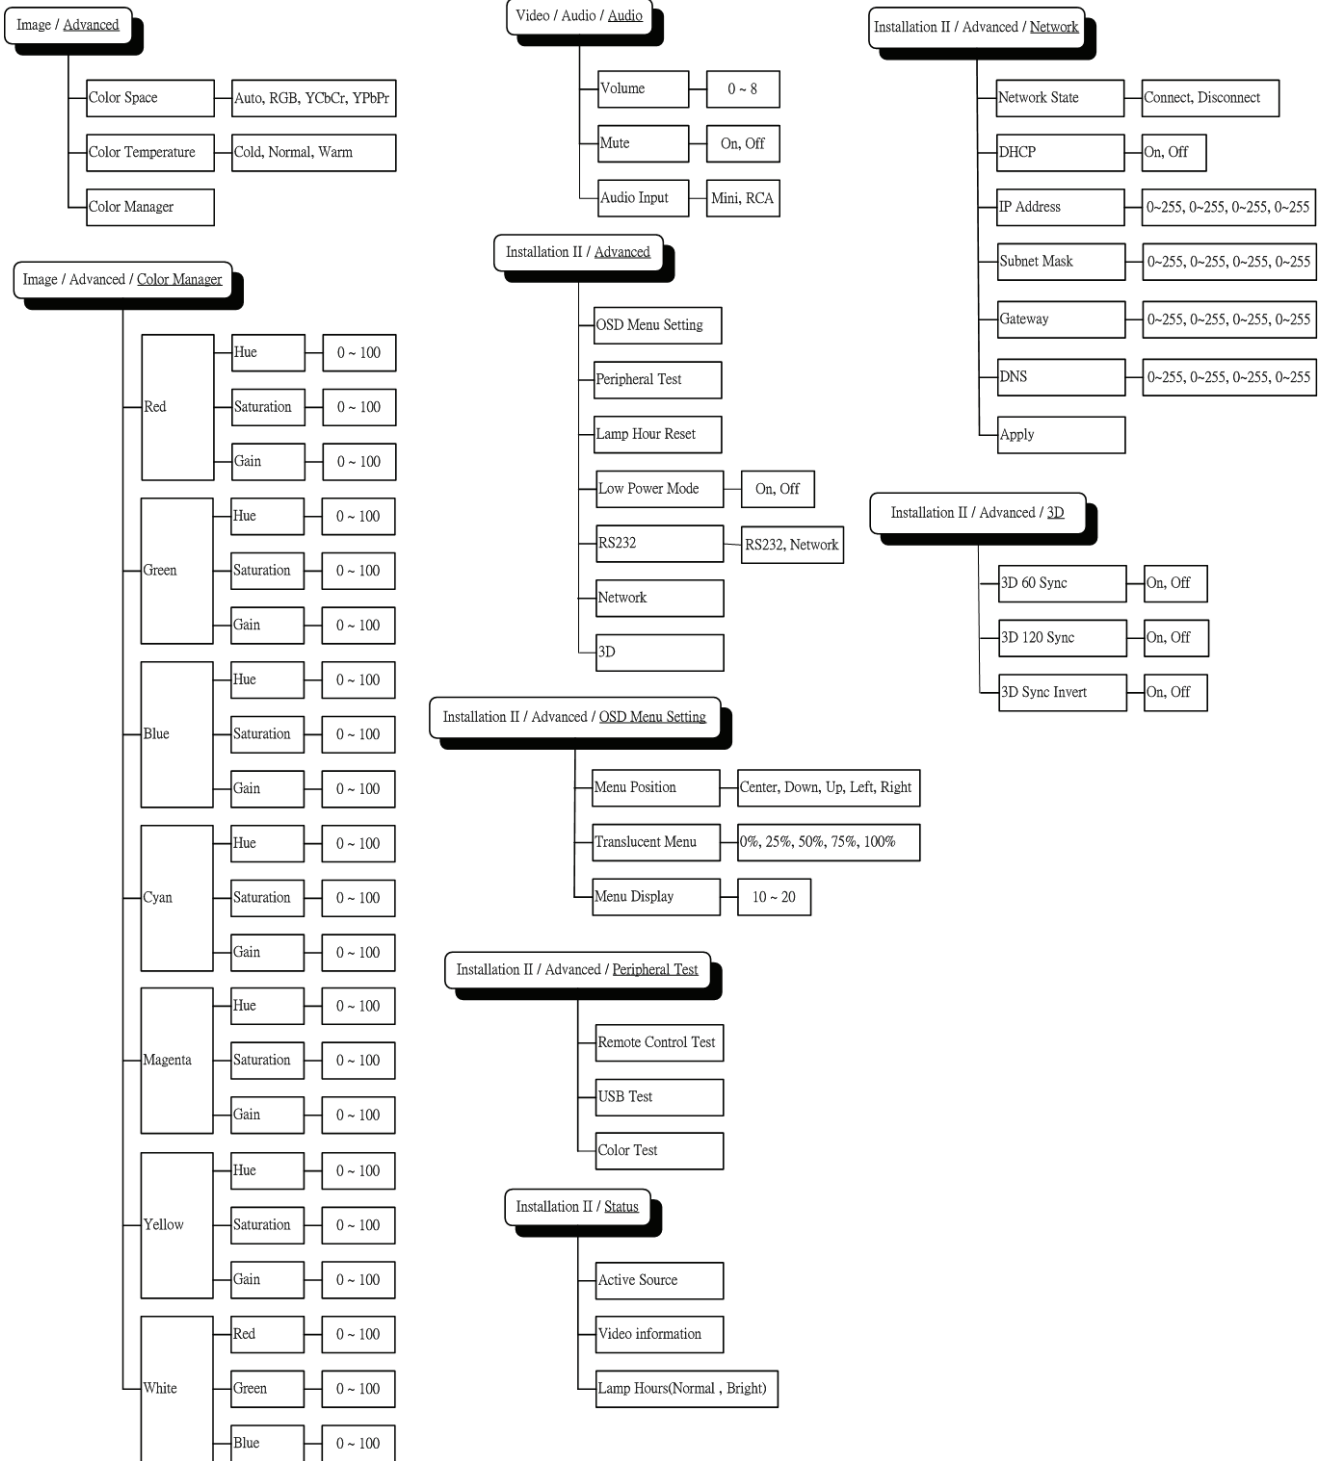 Image / Advanced
Color Space
Auto, RGB, YCbCr, YPbPr
Color Temperature
Cold, Normal, Warm
Color Manager
Image / Advanced / Color Manager
Red
Hue
0 ~ 100
Saturation
0 ~ 100
Gain
0 ~ 100
Green
Hue
0 ~ 100
Saturation
0 ~ 100
Gain
0 ~ 100
Blue
Hue
0 ~ 100
Saturation
0 ~ 100
Gain
0 ~ 100
Cyan
Hue
0 ~ 100
Saturation
0 ~ 100
Gain
0 ~ 100
Magenta
Hue
0 ~ 100
Saturation
0 ~ 100
Gain
0 ~ 100
Yellow
Hue
0 ~ 100
Saturation
0 ~ 100
Gain
0 ~ 100
White
Red
0 ~ 100
Green
0 ~ 100
Blue
0 ~ 100
Video / Audio / Audio
Volume
0 ~ 8
Mute
On, Off
Audio Input
Mini, RCA
Installation II / Advanced
OSD Menu Setting
Peripheral Test
Lamp Hour Reset
Low Power Mode
On, Off
RS232
RS232, Network
Network
3D
Installation II / Advanced / OSD Menu Setting
Menu Position
Center, Down, Up, Left, Right
Translucent Menu
0%, 25%, 50%, 75%, 100%
Menu Display
10 ~ 20
Installation II / Advanced / Peripheral Test
Remote Control Test
USB Test
Color Test
Installation II / Status
Active Source
Video information
Lamp Hours(Normal , Bright)
Installation II / Advanced / Network
Network State
Connect, Disconnect
DHCP
On, Off
IP Address
0~255, 0~255, 0~255, 0~255
Subnet Mask
0~255, 0~255, 0~255, 0~255
Gateway
0~255, 0~255, 0~255, 0~255
DNS
0~255, 0~255, 0~255, 0~255
Apply
Installation II / Advanced / 3D
3D 60 Sync
On, Off
3D 120 Sync
On, Off
3D Sync Invert
On, Off